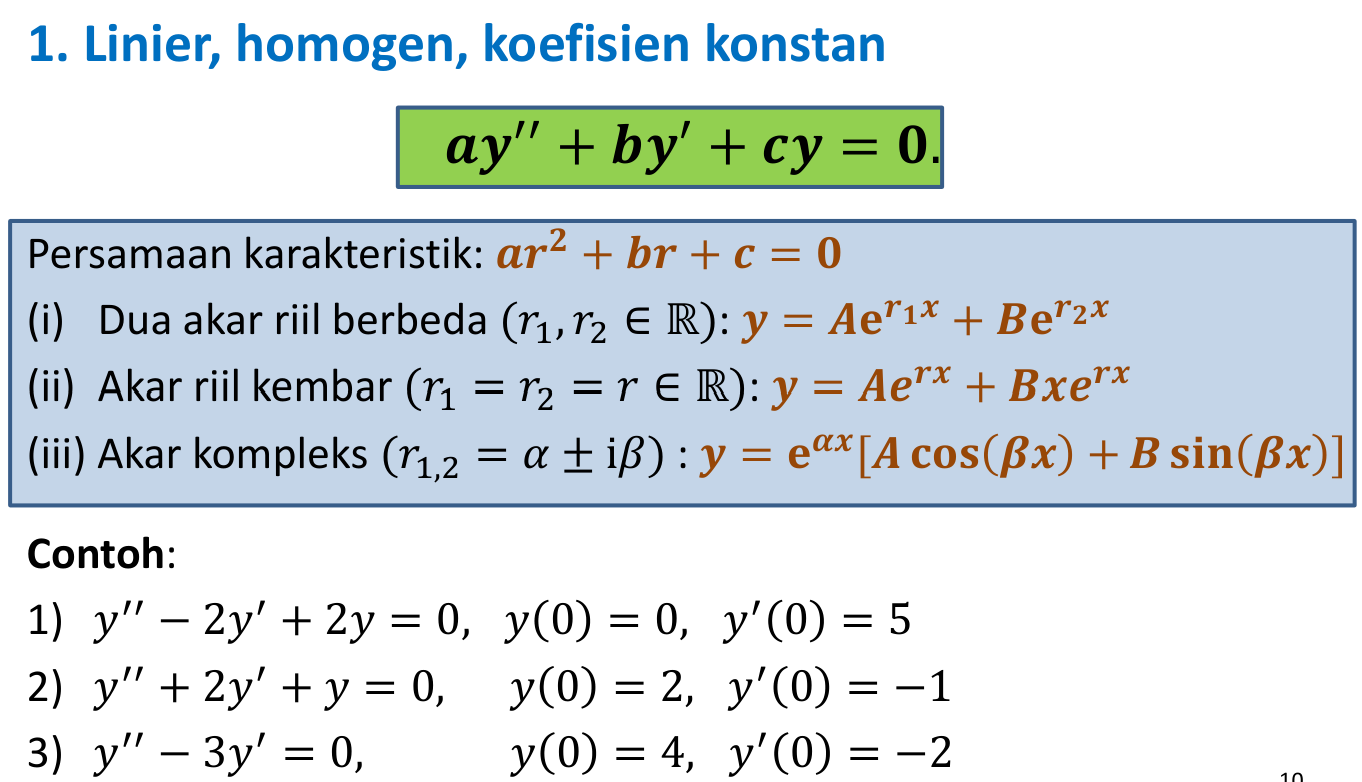 1. Linier, homogen, koefisien konstan
ay′′ + by′ + cy = 0.
Persamaan karakteristik: ar² + br + c = 0
(i) Dua akar riil berbeda (r₁, r₂ ∈ ℝ): y = Ae^{r₁x} + Be^{r₂x}
(ii) Akar riil kembar (r₁ = r₂ = r ∈ ℝ): y = Ae^{rx} + Bxe^{rx}
(iii) Akar kompleks (r₁,₂ = α ± iβ) : y = e^{αx}[A cos(βx) + B sin(βx)]
Contoh:
1) y′′ − 2y′ + 2y = 0, y(0) = 0, y′(0) = 5
2) y′′ + 2y′ + y = 0, y(0) = 2, y′(0) = −1
3) y′′ − 3y′ = 0, y(0) = 4, y′(0) = −2
10